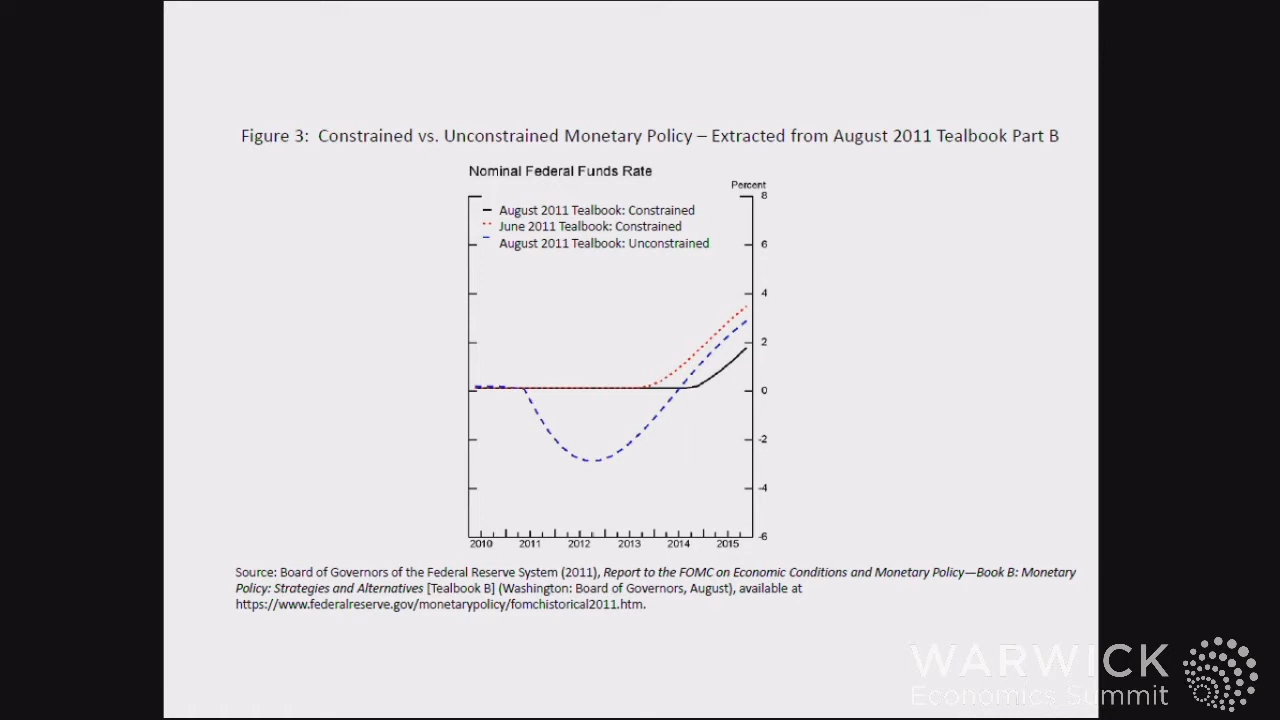 Figure 3: Constrained vs. Unconstrained Monetary Policy – Extracted from August 2011 Tealbook Part B
Nominal Federal Funds Rate
Percent
8
August 2011 Tealbook: Constrained
June 2011 Tealbook: Constrained
August 2011 Tealbook: Unconstrained
6
4
2
0
-2
-4
-6
2010 2011 2012 2013 2014 2015
Source: Board of Governors of the Federal Reserve System (2011), Report to the FOMC on Economic Conditions and Monetary Policy—Book B: Monetary
Policy: Strategies and Alternatives [Tealbook B] (Washington: Board of Governors, August), available at
https://www.federalreserve.gov/monetarypolicy/fomchistorical2011.htm.
WARWICK
Economics Summit